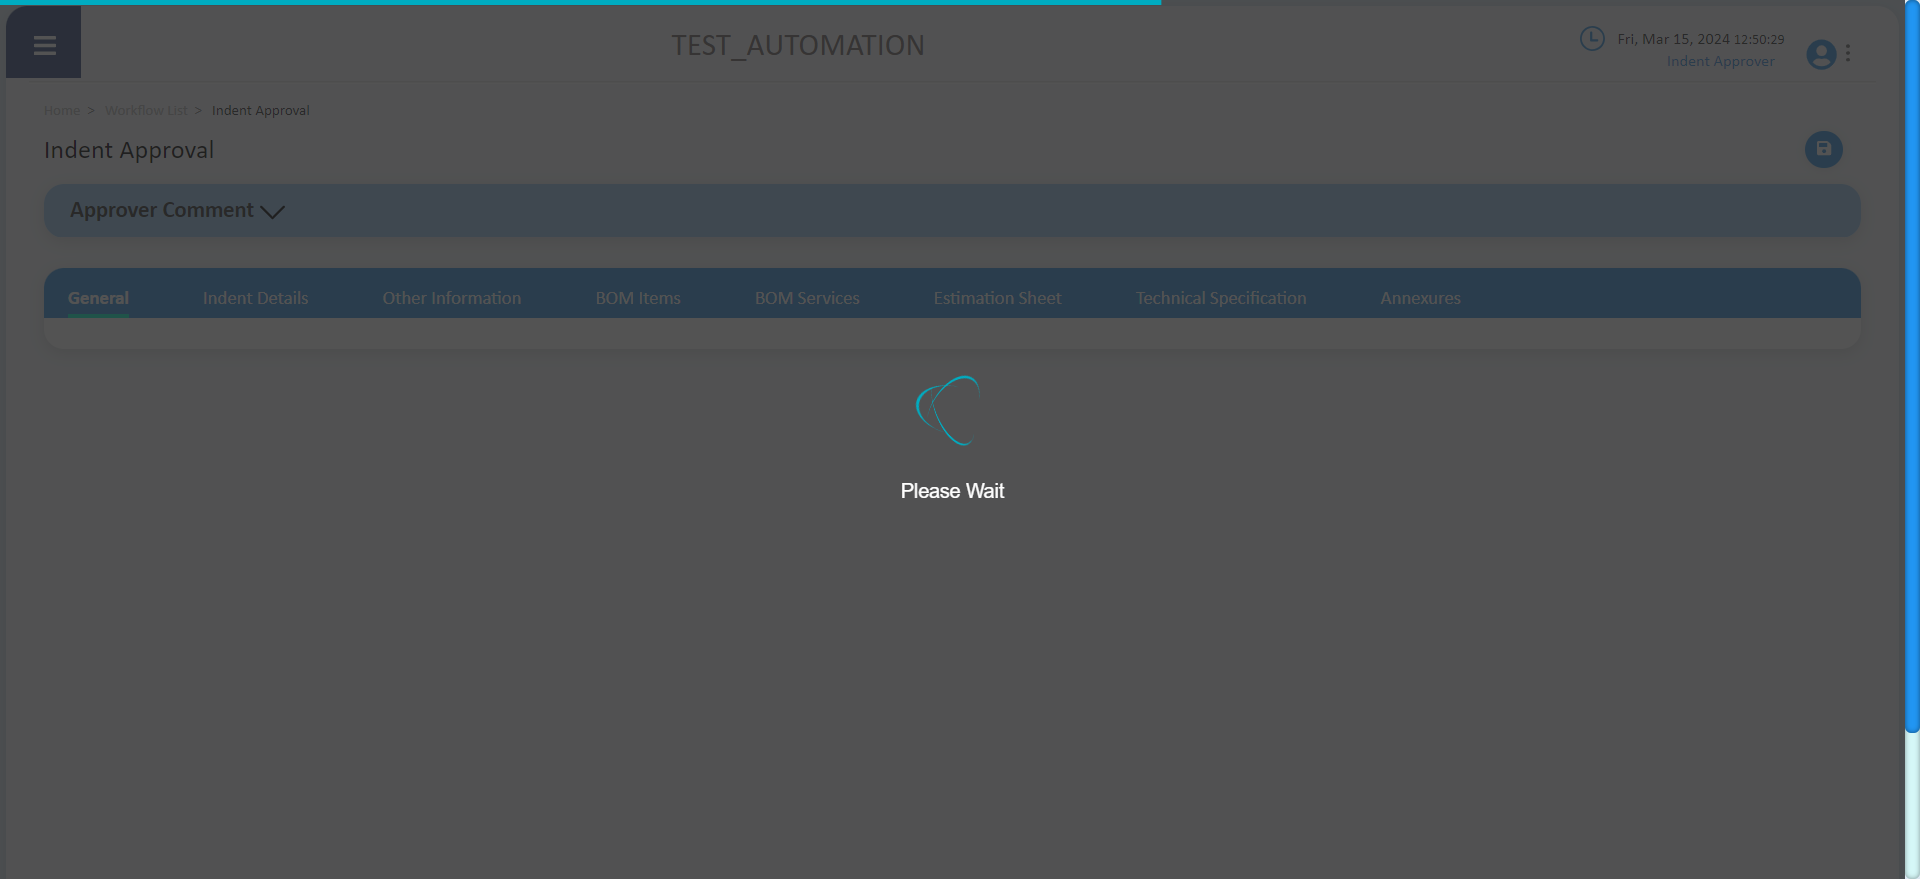 TEST_AUTOMATION
Fri, Mar 15, 2024 12:50:29
Indent Approver
Home > Workflow List > Indent Approval
Indent Approval
Approver Comment
General Indent Details Other Information BOM Items BOM Services Estimation Sheet Technical Specification Annexures
Please Wait